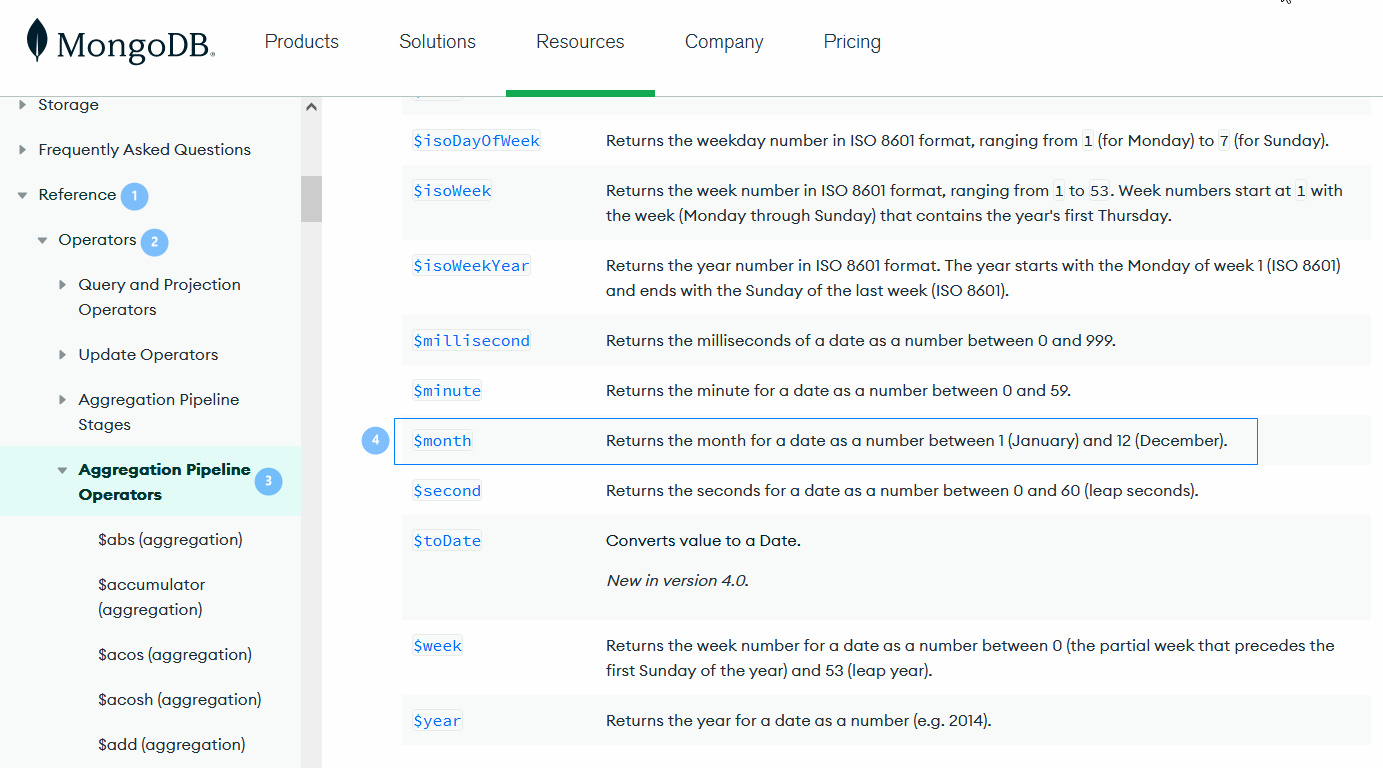 MongoDB®
Products
Solutions
Resources
Company
Pricing
Storage
Frequently Asked Questions
Reference 1
Operators 2
Query and Projection
Operators
Update Operators
Aggregation Pipeline
Stages
Aggregation Pipeline
Operators 3
$abs (aggregation)
$accumulator
(aggregation)
$acos (aggregation)
$acosh (aggregation)
$add (aggregation)
$isoDayOfWeek Returns the weekday number in ISO 8601 format, ranging from 1 (for Monday) to 7 (for Sunday).
$isoWeek Returns the week number in ISO 8601 format, ranging from 1 to 53. Week numbers start at 1 with
the week (Monday through Sunday) that contains the year's first Thursday.
$isoWeekYear Returns the year number in ISO 8601 format. The year starts with the Monday of week 1 (ISO 8601)
and ends with the Sunday of the last week (ISO 8601).
$millisecond Returns the milliseconds of a date as a number between 0 and 999.
$minute Returns the minute for a date as a number between 0 and 59.
4 $month Returns the month for a date as a number between 1 (January) and 12 (December).
$second Returns the seconds for a date as a number between 0 and 60 (leap seconds).
$toDate Converts value to a Date.
New in version 4.0.
$week Returns the week number for a date as a number between 0 (the partial week that precedes the
first Sunday of the year) and 53 (leap year).
$year Returns the year for a date as a number (e.g. 2014).